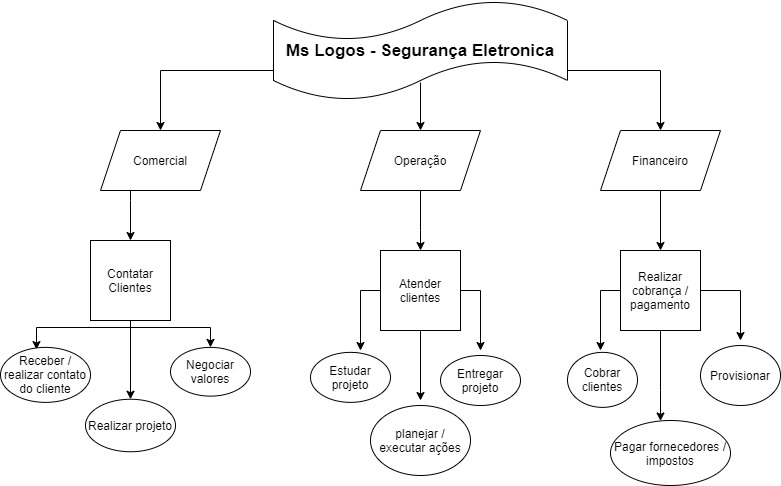 Ms Logos - Segurança Eletronica
Comercial
Operação
Financeiro
Contatar
Clientes
Atender
clientes
Realizar
cobrança /
pagamento
Receber /
realizar contato
do cliente
Negociar
valores
Realizar projeto
Estudar
projeto
Entregar
projeto
planejar /
executar ações
Cobrar
clientes
Provisionar
Pagar fornecedores /
impostos